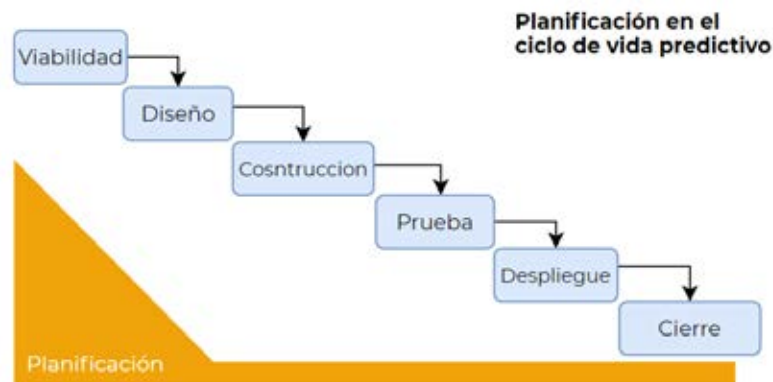 Planificación en el
ciclo de vida predictivo
Viabilidad
Diseño
Cosntruccion
Prueba
Despliegue
Cierre
Planificación